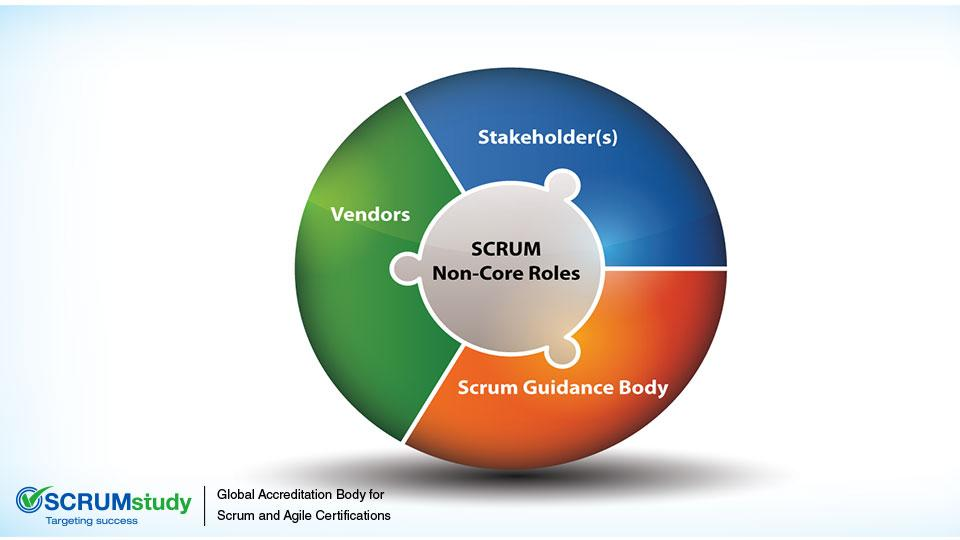 Stakeholder(s)
Vendors
SCRUM
Non-Core Roles
Scrum Guidance Body
SCRUMstudy
Targeting success
Global Accreditation Body for
Scrum and Agile Certifications